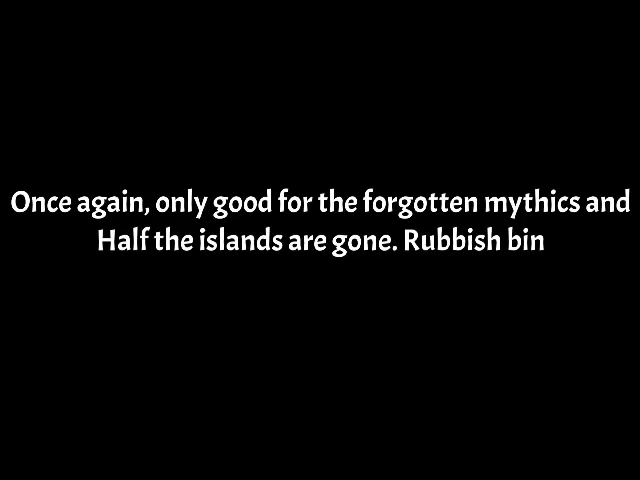 Once again, only good for the forgotten mythics and
Half the islands are gone. Rubbish bin